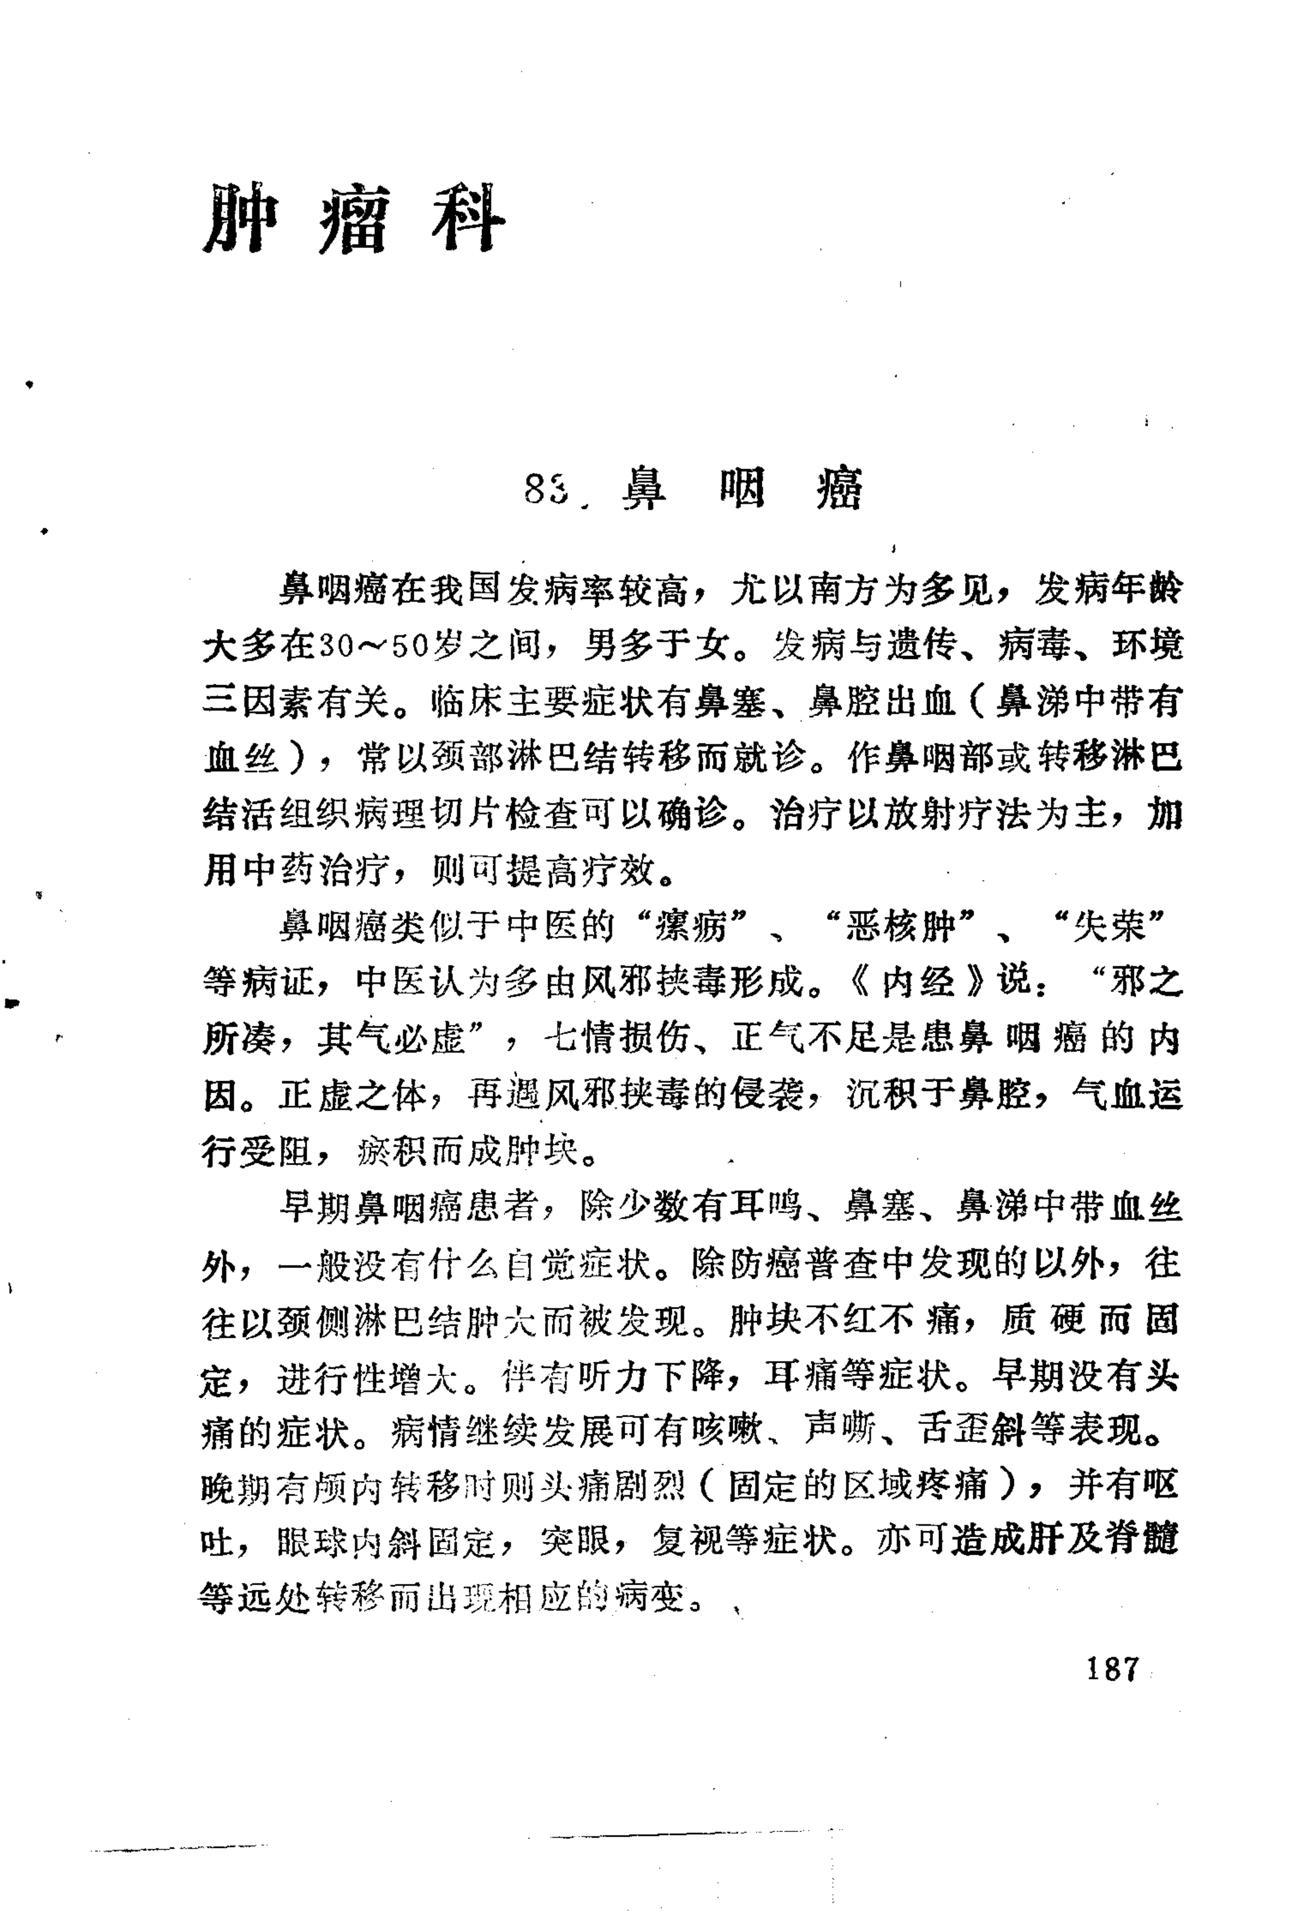 肿瘤科
83.鼻咽癌
鼻咽癌在我国发病率较高，尤以南方为多见，发病年龄
大多在30～50岁之间，男多于女。发病与遗传、病毒、环境
三因素有关。临床主要症状有鼻塞、鼻腔出血（鼻涕中带有
血丝），常以颈部淋巴结转移而就诊。作鼻咽部或转移淋巴
结活组织病理切片检查可以确诊。治疗以放射疗法为主，加
用中药治疗，则可提高疗效。
鼻咽癌类似于中医的“瘰疬”、“恶核肿”、“失荣”
等病证，中医认为多由风邪挟毒形成。《内经》说：“邪之
所凑，其气必虚”，七情损伤、正气不足是患鼻咽癌的内
因。正虚之体，再遇风邪挟毒的侵袭，沉积于鼻腔，气血运
行受阻，瘀积而成肿块。
早期鼻咽癌患者，除少数有耳鸣、鼻塞、鼻涕中带血丝
外，一般没有什么自觉症状。除防癌普查中发现的以外，往
往以颈侧淋巴结肿大而被发现。肿块不红不痛，质硬而固
定，进行性增大。伴有听力下降，耳痛等症状。早期没有头
痛的症状。病情继续发展可有咳嗽、声嘶、舌歪斜等表现。
晚期有颅内转移时则头痛剧烈（固定的区域疼痛），并有呕
吐，眼球内斜固定，突眼，复视等症状。亦可造成肝及脊髓
等远处转移而出现相应的病变。
187